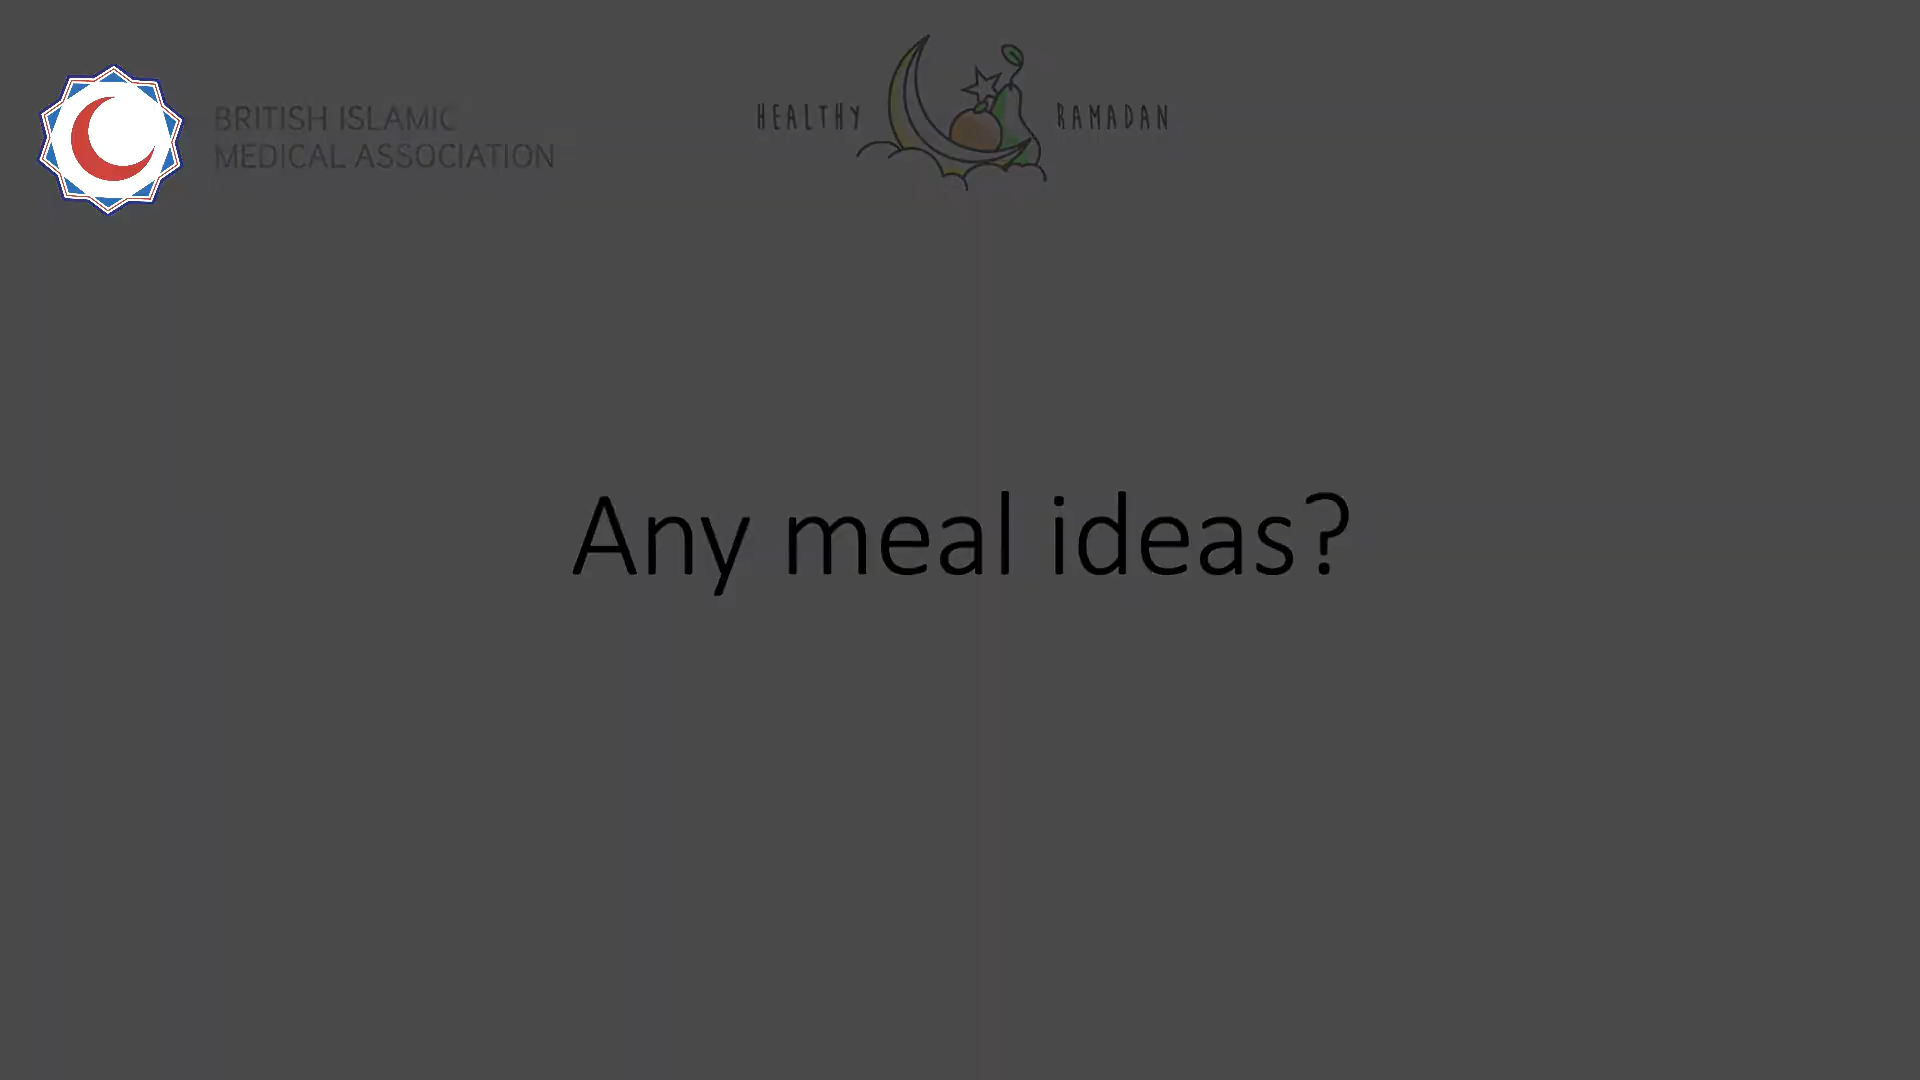 BRITISH ISLAMIC
MEDICAL ASSOCIATION
HEALTHY RAMADAN
Any meal ideas?